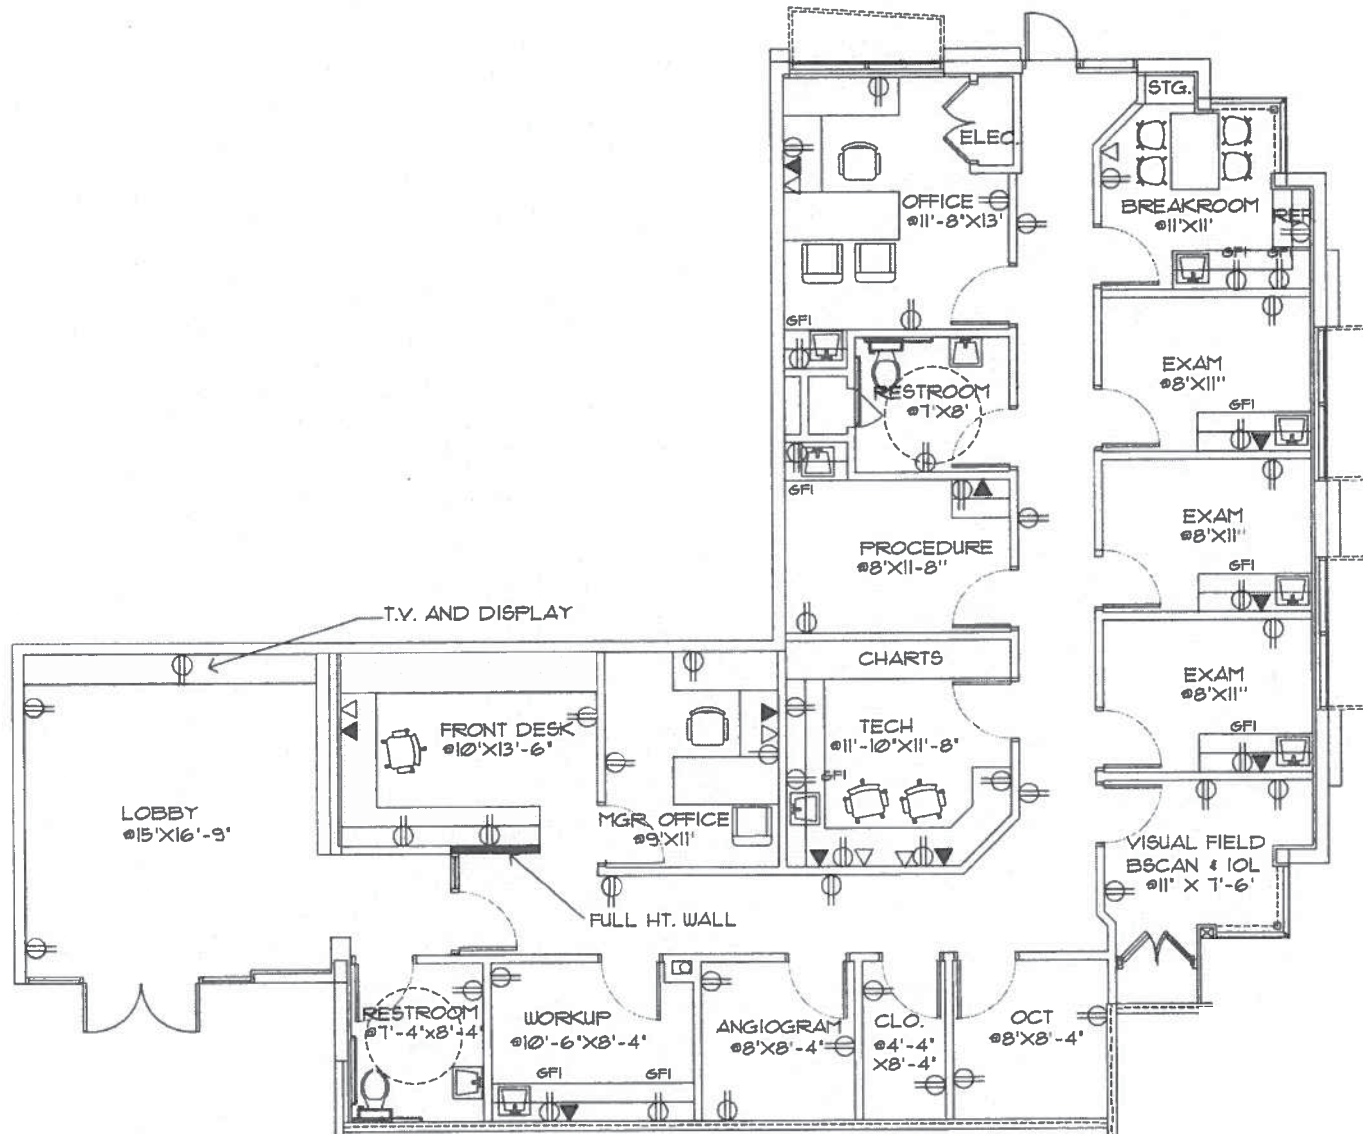 STG.
ELEC.
OFFICE
@11'-8"X13'
BREAKROOM
@11'X11'
REF
GFI
GFI
GFI
RESTROOM
@7'X8'
EXAM
@8'X11"
GFI
GFI
EXAM
@8'X11"
GFI
PROCEDURE
@8'X11-8"
T.V. AND DISPLAY
CHARTS
EXAM
@8'X11"
GFI
FRONT DESK
@10'X13'-6"
TECH
@11'-10"X11'-8"
GFI
LOBBY
@15'X16'-9"
MGR OFFICE
@9'X11'
VISUAL FIELD
BSCAN & IOL
@11" X 7'-6'
FULL HT. WALL
RESTROOM
@7'-4"x8'-4"
WORKUP
@10'-6"X8'-4"
GFI
GFI
ANGIOGRAM
@8'X8'-4"
CLO.
@4'-4"
X8'-4"
OCT
@8'X8'-4"